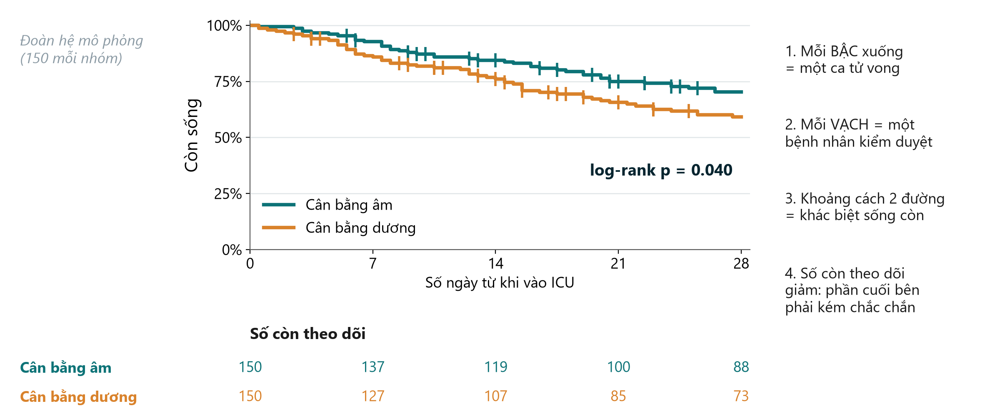 Đoàn hệ mô phỏng
(150 mỗi nhóm)
100%
75%
50%
25%
0%
Còn sống
log-rank p = 0.040
Cân bằng âm
Cân bằng dương
0 7 14 21 28
Số ngày từ khi vào ICU
1. Mỗi BẬC xuống
= một ca tử vong
2. Mỗi VẠCH = một
bệnh nhân kiểm duyệt
3. Khoảng cách 2 đường
= khác biệt sống còn
4. Số còn theo dõi
giảm: phần cuối bên
phải kém chắc chắn
Số còn theo dõi
Cân bằng âm 150 137 119 100 88
Cân bằng dương 150 127 107 85 73